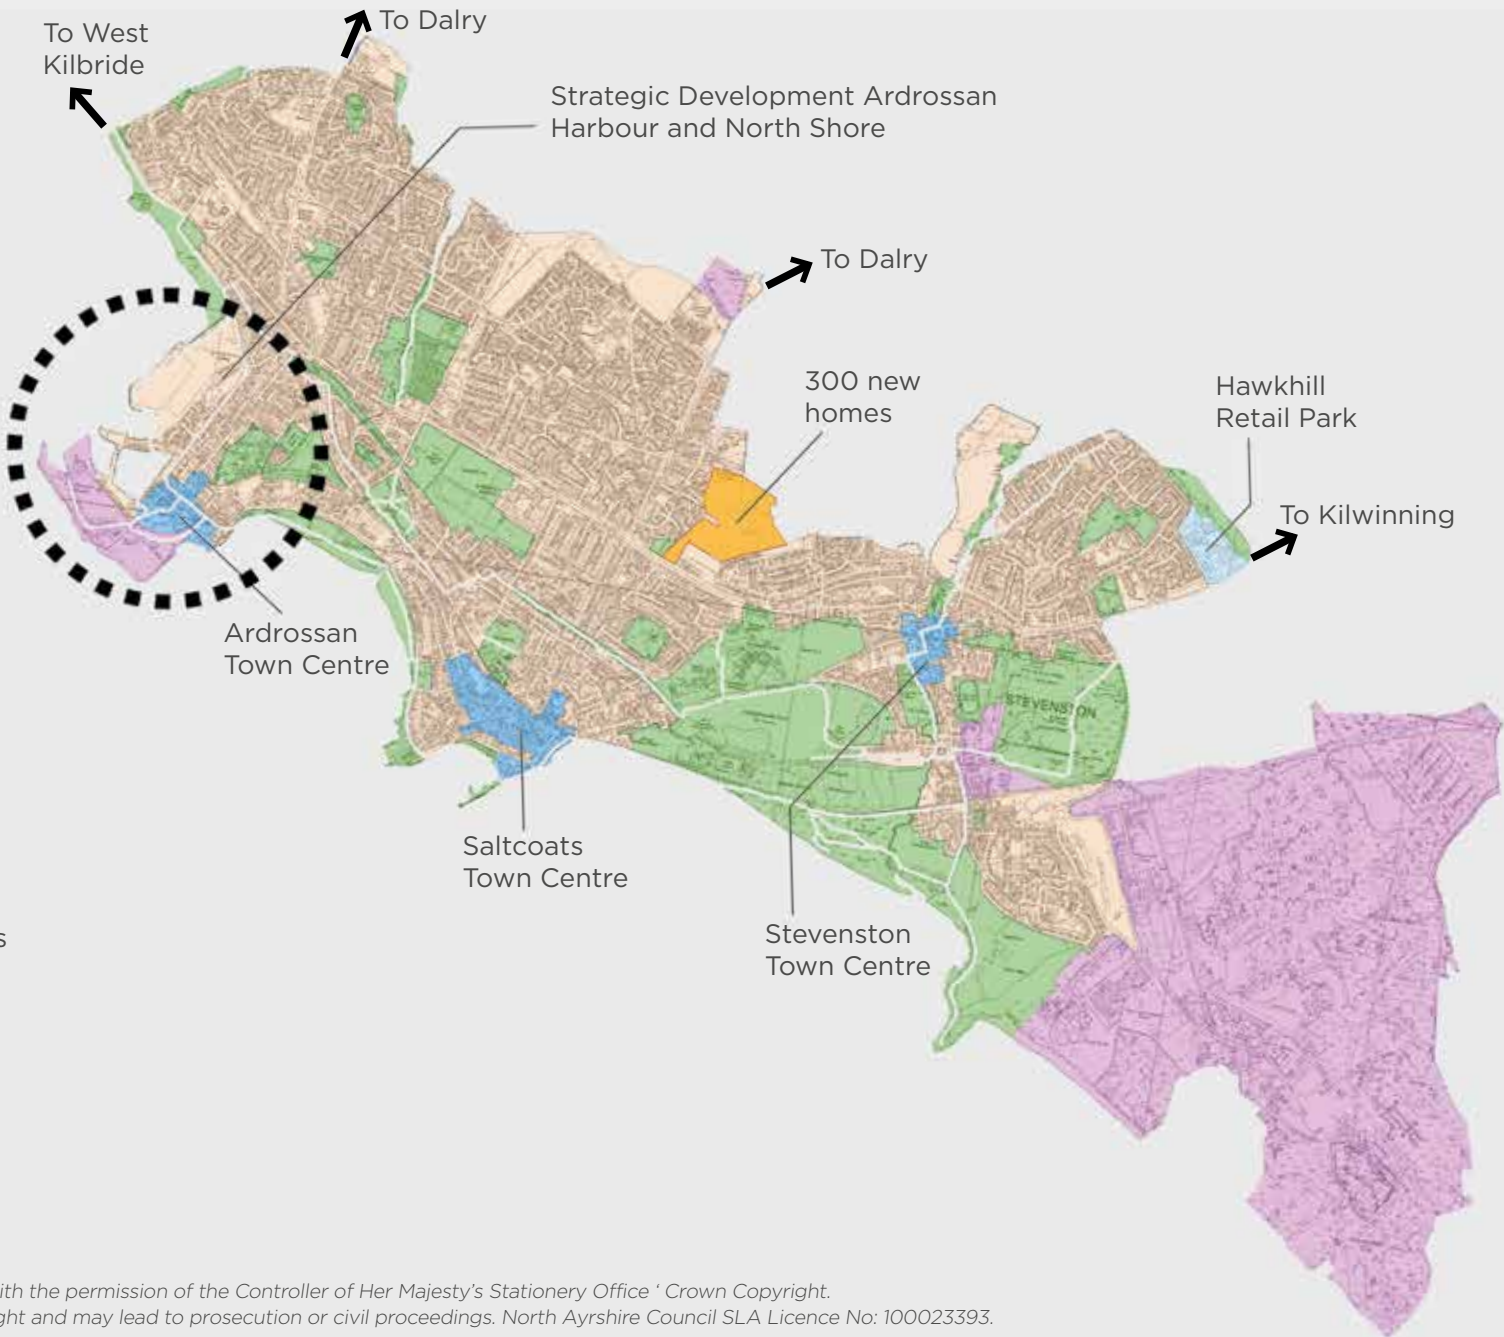 To West
Kilbride
To Dalry
Strategic Development Ardrossan
Harbour and North Shore
To Dalry
300 new
homes
Hawkhill
Retail Park
To Kilwinning
Ardrossan
Town Centre
STEVENSTON
Saltcoats
Town Centre
Stevenston
Town Centre
s
ith the permission of the Controller of Her Majesty's Stationery Office ‘ Crown Copyright.
ght and may lead to prosecution or civil proceedings. North Ayrshire Council SLA Licence No: 100023393.